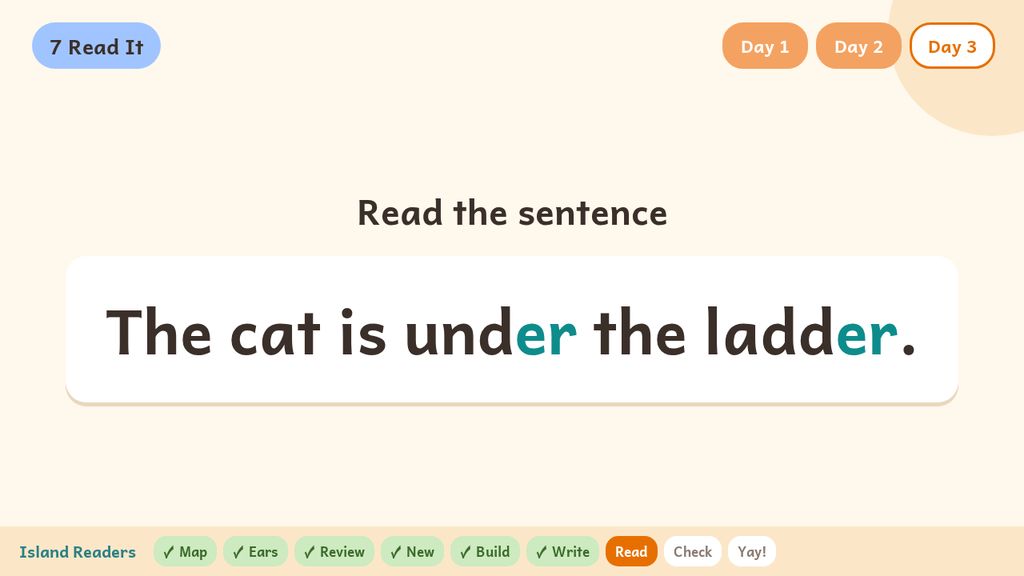 7 Read It
Day 1 Day 2 Day 3
Read the sentence
The cat is under the ladder.
Island Readers ✓ Map ✓ Ears ✓ Review ✓ New ✓ Build ✓ Write Read Check Yay!